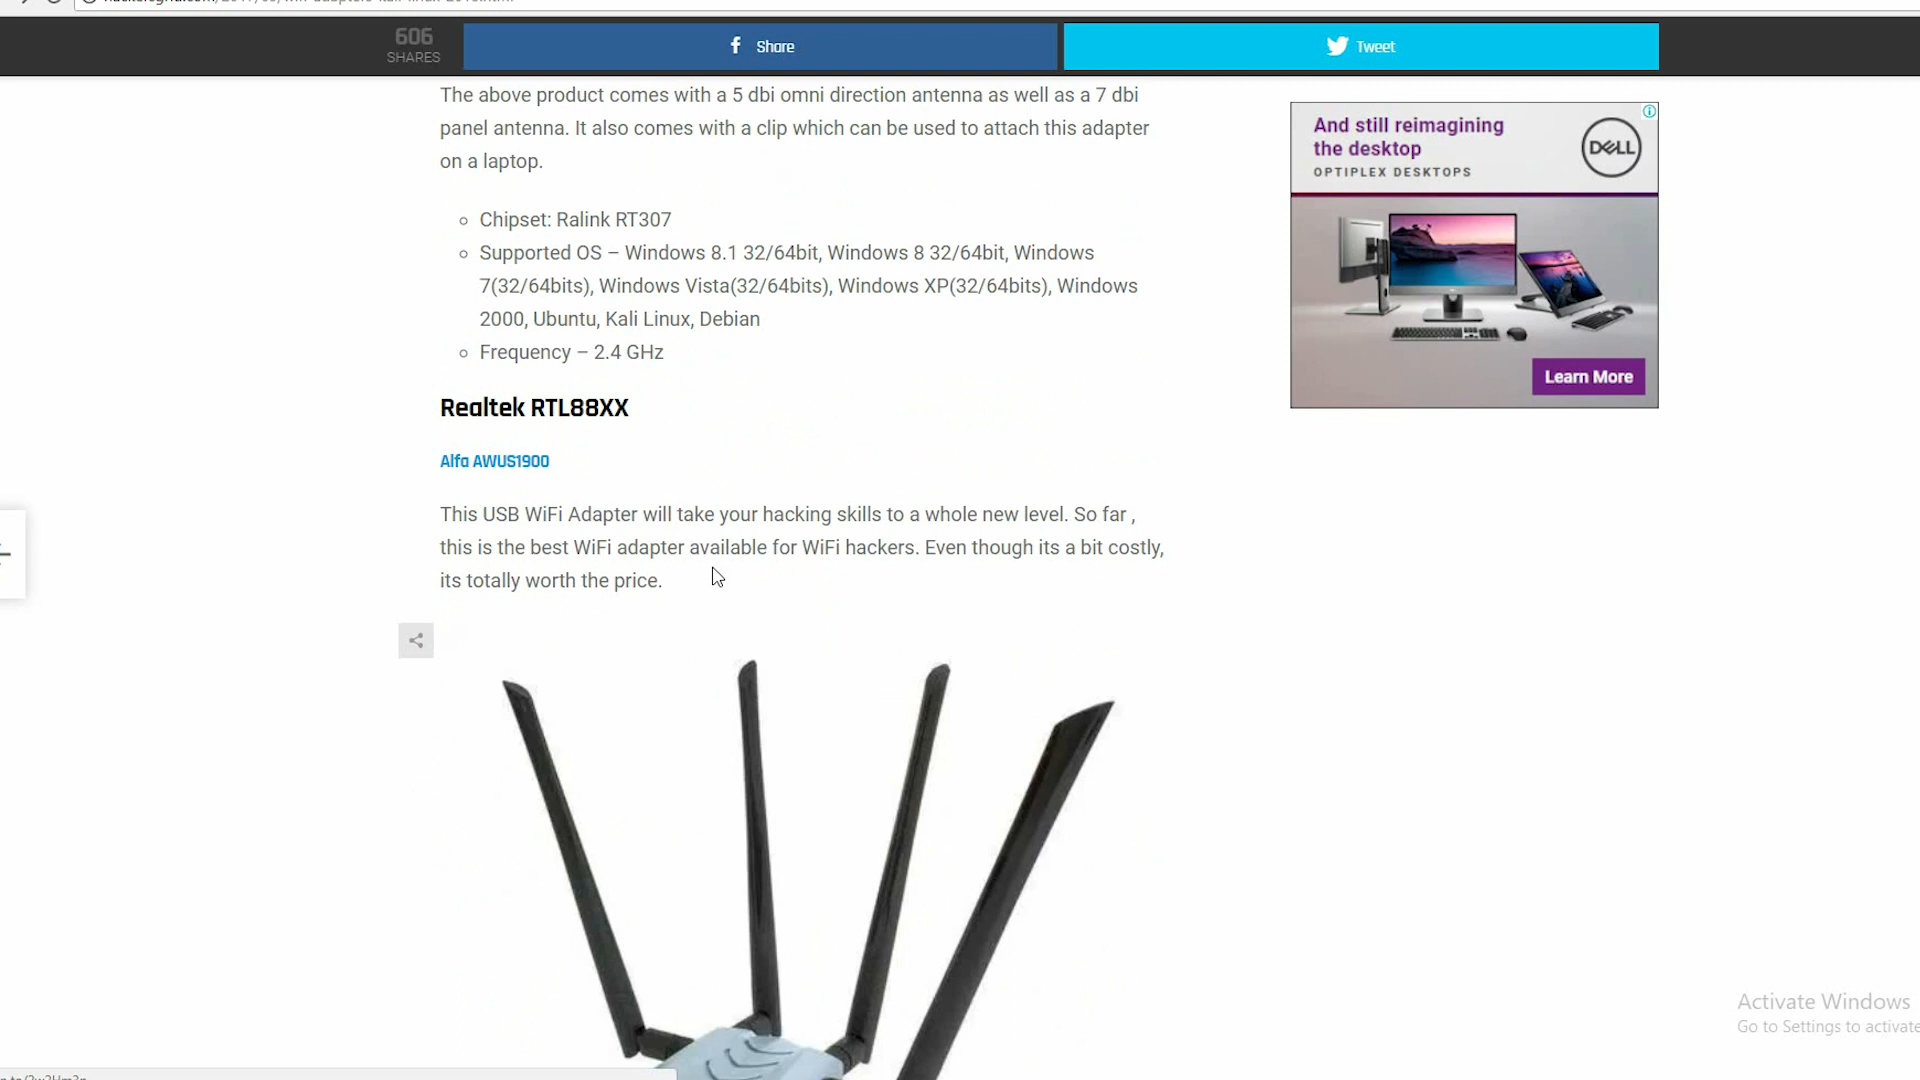 606
SHARES
Share
Tweet
The above product comes with a 5 dbi omni direction antenna as well as a 7 dbi
panel antenna. It also comes with a clip which can be used to attach this adapter
on a laptop.
Chipset: Ralink RT307
Supported OS – Windows 8.1 32/64bit, Windows 8 32/64bit, Windows
7(32/64bits), Windows Vista(32/64bits), Windows XP(32/64bits), Windows
2000, Ubuntu, Kali Linux, Debian
Frequency – 2.4 GHz
Realtek RTL88XX
Alfa AWUS1900
This USB WiFi Adapter will take your hacking skills to a whole new level. So far ,
this is the best WiFi adapter available for WiFi hackers. Even though its a bit costly,
its totally worth the price.
And still reimagining
the desktop
OPTIPLEX DESKTOPS
DELL
Learn More
Activate Windows
Go to Settings to activate